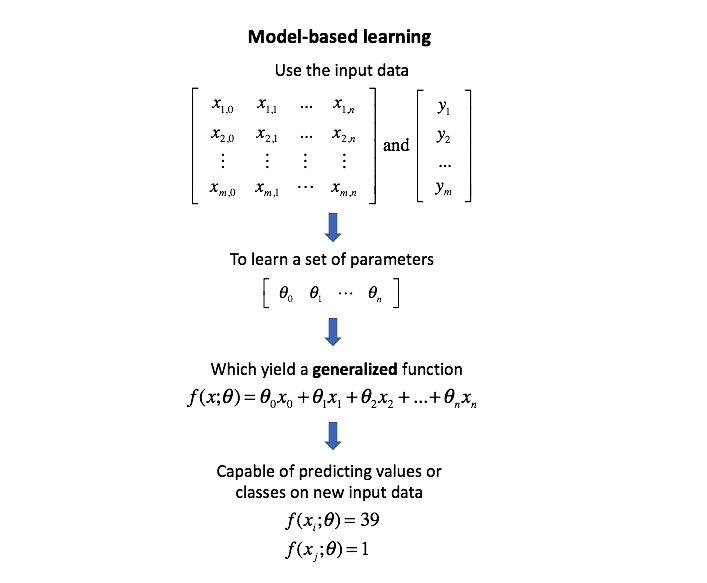 Model-based learning
Use the input data
x₁,₀ x₁,₁ ... x₁,ₙ
x₂,₀ x₂,₁ ... x₂,ₙ
⋮ ⋮ ⋮ ⋮
xₘ,₀ xₘ,₁ ... xₘ,ₙ
and
y₁
y₂
...
yₘ
To learn a set of parameters
[ θ₀ θ₁ ... θₙ ]
Which yield a generalized function
f(x;θ)=θ₀x₀+θ₁x₁+θ₂x₂+...+θₙxₙ
Capable of predicting values or
classes on new input data
f(xᵢ;θ)=39
f(xⱼ;θ)=1